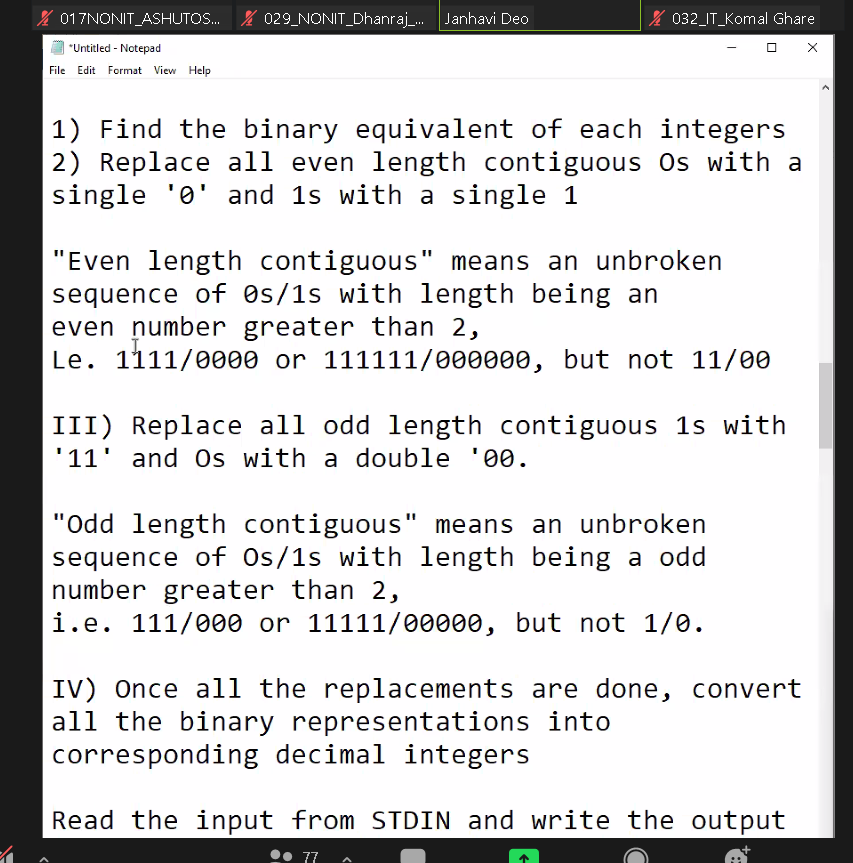 017NONIT_ASHUTOS... 029_NONIT_Dhanraj_... Janhavi Deo 032_IT_Komal Ghare
*Untitled - Notepad
File Edit Format View Help
1) Find the binary equivalent of each integers
2) Replace all even length contiguous Os with a
single '0' and 1s with a single 1
"Even length contiguous" means an unbroken
sequence of 0s/1s with length being an
even number greater than 2,
Le. 1111/0000 or 111111/000000, but not 11/00
III) Replace all odd length contiguous 1s with
'11' and Os with a double '00.
"Odd length contiguous" means an unbroken
sequence of Os/1s with length being a odd
number greater than 2,
i.e. 111/000 or 11111/00000, but not 1/0.
IV) Once all the replacements are done, convert
all the binary representations into
corresponding decimal integers
Read the input from STDIN and write the output
77